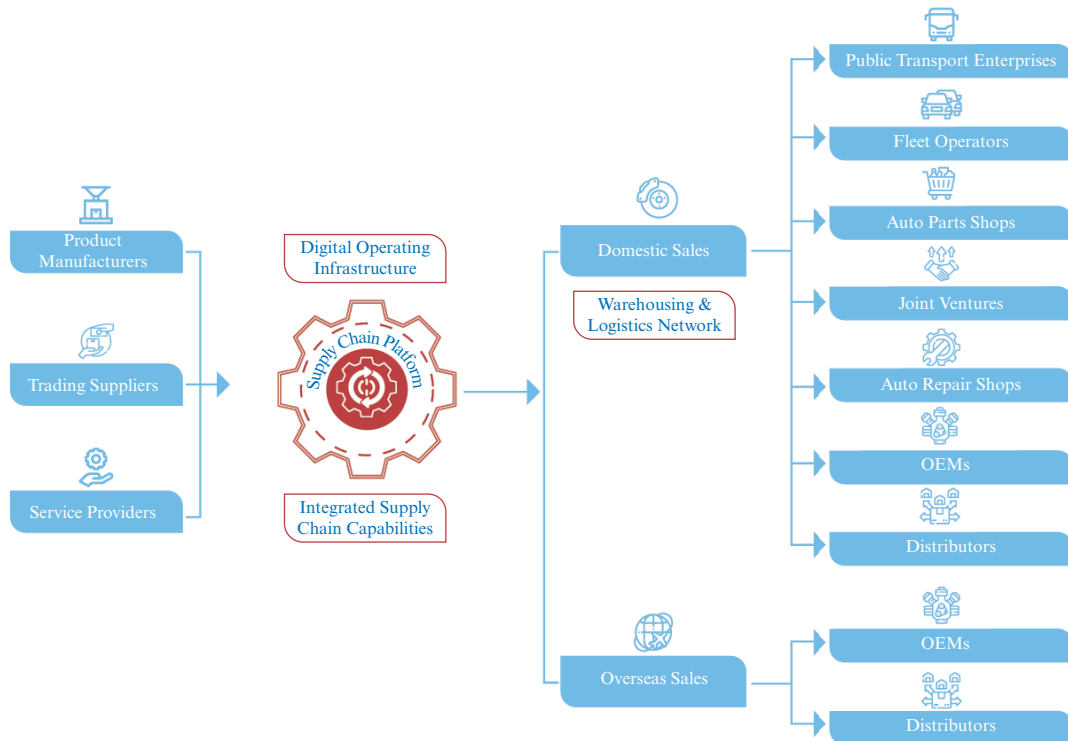 Product
Manufacturers
Trading Suppliers
Service Providers
Digital Operating
Infrastructure
Supply Chain Platform
Integrated Supply
Chain Capabilities
Domestic Sales
Warehousing &
Logistics Network
Overseas Sales
Public Transport Enterprises
Fleet Operators
Auto Parts Shops
Joint Ventures
Auto Repair Shops
OEMs
Distributors
OEMs
Distributors